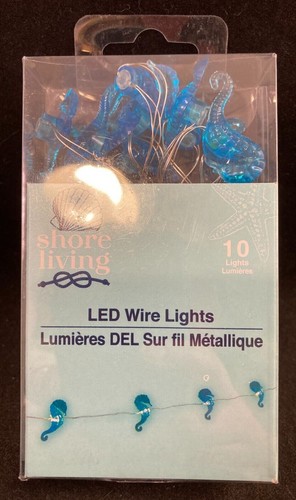 shore
living
10
Lights
Lumières
LED Wire Lights
Lumières DEL Sur fil Métallique